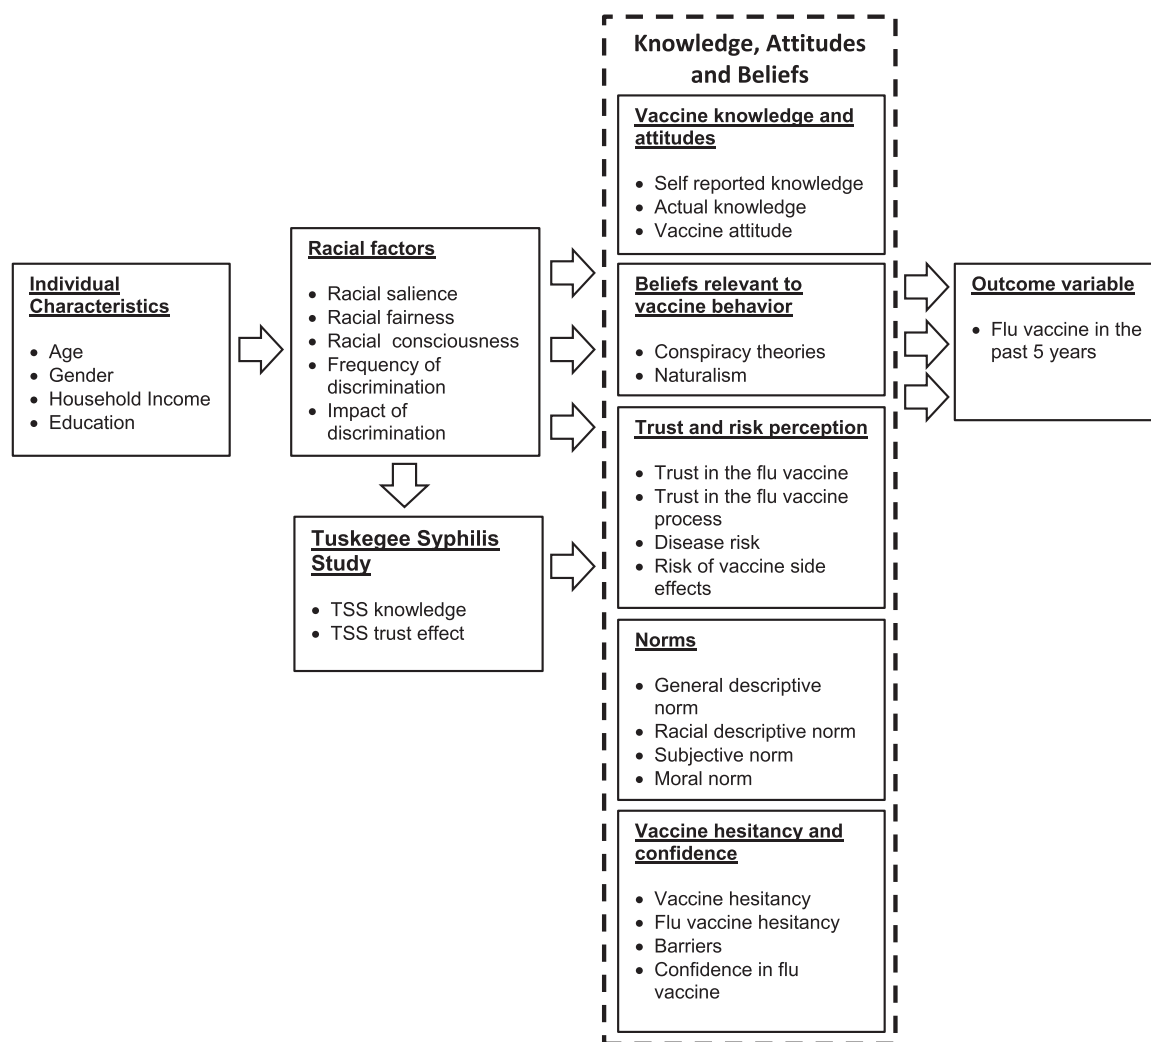 Knowledge, Attitudes
and Beliefs
Individual
Characteristics
• Age
• Gender
• Household Income
• Education
Racial factors
• Racial salience
• Racial fairness
• Racial consciousness
• Frequency of
discrimination
• Impact of
discrimination
Tuskegee Syphilis
Study
• TSS knowledge
• TSS trust effect
Vaccine knowledge and
attitudes
• Self reported knowledge
• Actual knowledge
• Vaccine attitude
Beliefs relevant to
vaccine behavior
• Conspiracy theories
• Naturalism
Trust and risk perception
• Trust in the flu vaccine
• Trust in the flu vaccine
process
• Disease risk
• Risk of vaccine side
effects
Norms
• General descriptive
norm
• Racial descriptive norm
• Subjective norm
• Moral norm
Vaccine hesitancy and
confidence
• Vaccine hesitancy
• Flu vaccine hesitancy
• Barriers
• Confidence in flu
vaccine
Outcome variable
• Flu vaccine in the
past 5 years